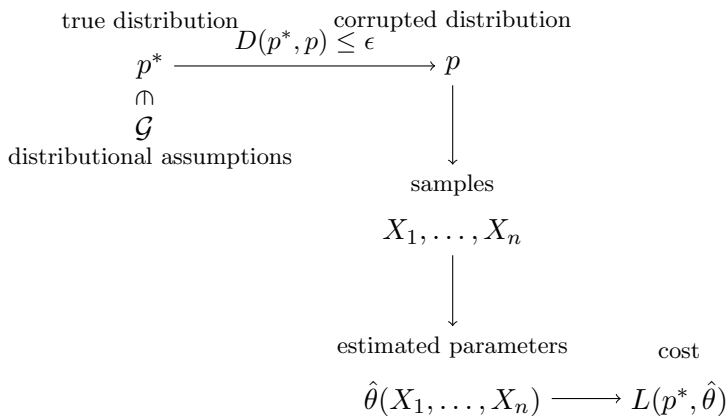 true distribution corrupted distribution
p* D(p*, p) ≤ ϵ p
⋒
𝒢
distributional assumptions
samples
X₁, . . . , Xₙ
estimated parameters cost
θ̂(X₁, . . . , Xₙ) L(p*, θ̂)